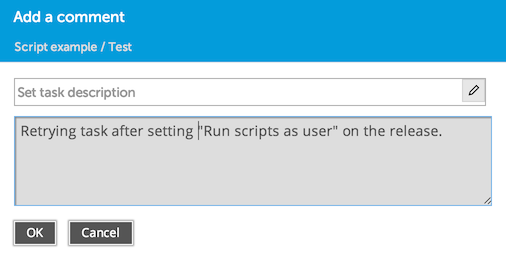 Add a comment
Script example / Test
Set task description
Retrying task after setting "Run scripts as user" on the release.
OK
Cancel